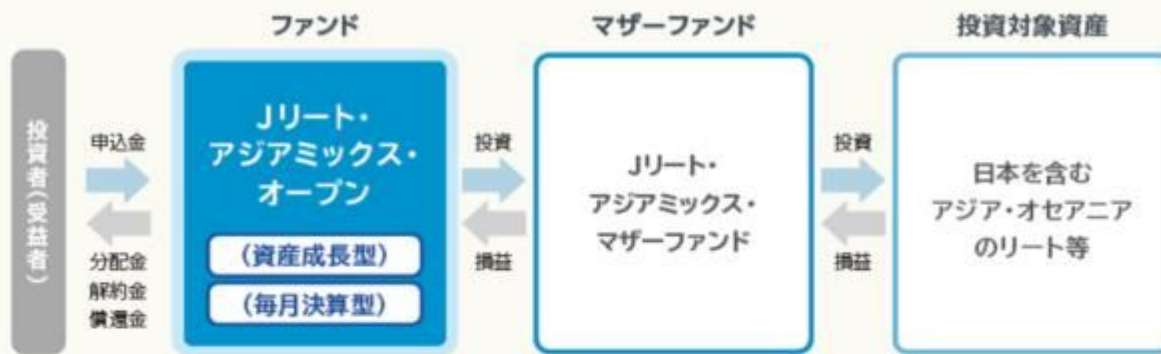 ファンド
マザーファンド
投資対象資産
投資者(受益者)
申込金
分配金
解約金
償還金
Jリート・
アジアミックス・
オープン
(資産成長型)
(毎月決算型)
投資
損益
Jリート・
アジアミックス・
マザーファンド
投資
損益
日本を含む
アジア・オセアニア
のリート等